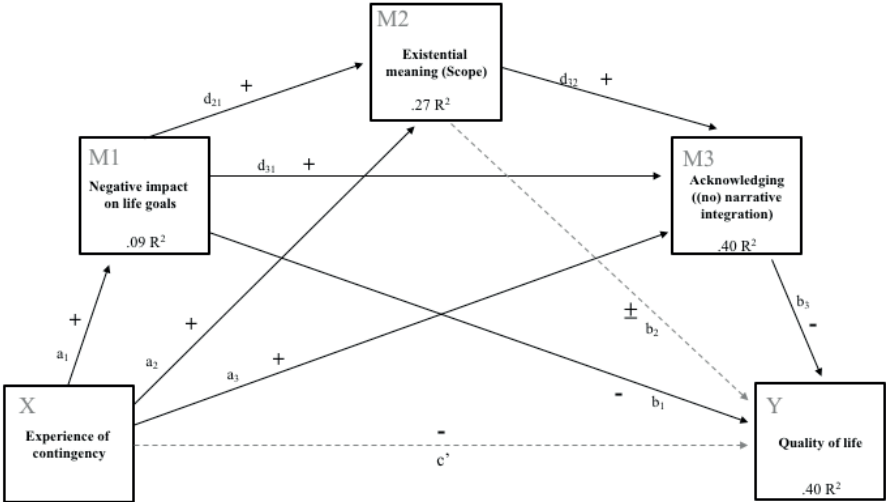 M2
Existential
meaning (Scope)
.27 R²
d₂₁ +
d₃₂ +
M1
Negative impact
on life goals
.09 R²
d₃₁ +
M3
Acknowledging
((no) narrative
integration)
.40 R²
+
a₁
+
a₂
+
a₃
±
b₂
b₃
-
-
b₁
X
Experience of
contingency
-
c’
Y
Quality of life
.40 R²